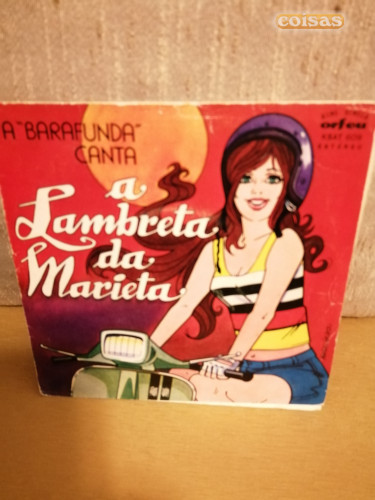 coisas
A "BARAFUNDA"
CANTA
orfeu
a
Lambreta
da
Marieta